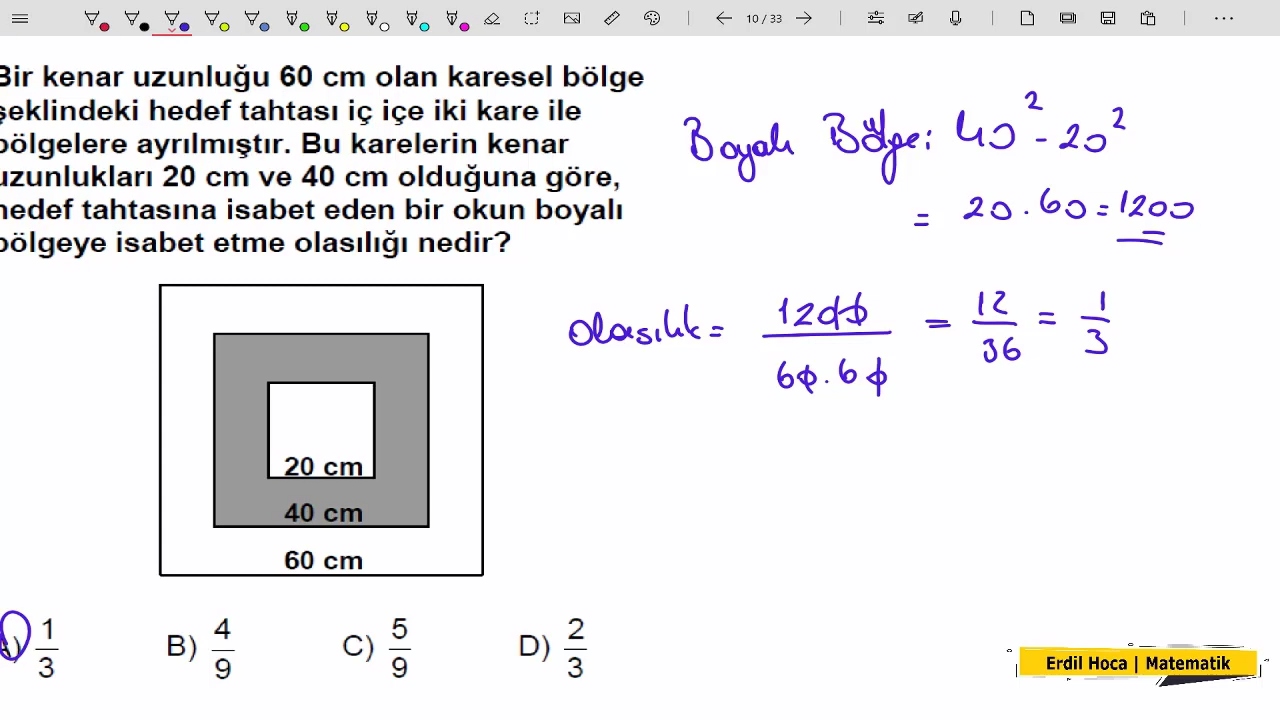 10 / 33
Bir kenar uzunluğu 60 cm olan karesel bölge
şeklindeki hedef tahtası iç içe iki kare ile
bölgelere ayrılmıştır. Bu karelerin kenar
uzunlukları 20 cm ve 40 cm olduğuna göre,
hedef tahtasına isabet eden bir okun boyalı
bölgeye isabet etme olasılığı nedir?
20 cm
40 cm
60 cm
A) 1/3 B) 4/9 C) 5/9 D) 2/3
Boyalı Bölge: 40² - 20²
= 20 . 60 = 1200
Olasılık = 1200/60.60 = 12/36 = 1/3
Erdil Hoca | Matematik